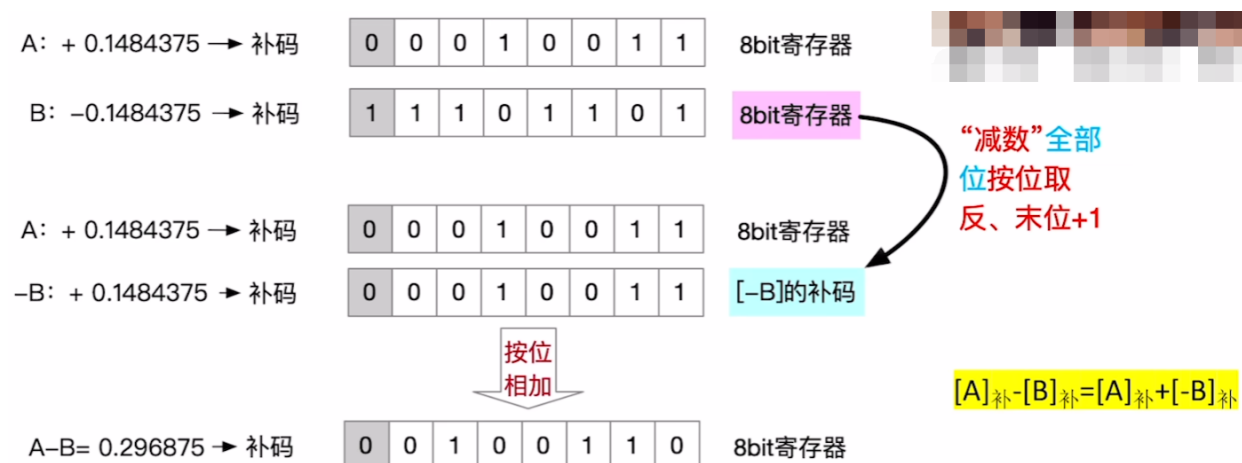 A: + 0.1484375 → 补码 0 0 0 1 0 0 1 1 8bit寄存器
B: −0.1484375 → 补码 1 1 1 0 1 1 0 1 8bit寄存器
“减数”全部
位按位取
反、末位+1
A: + 0.1484375 → 补码 0 0 0 1 0 0 1 1 8bit寄存器
−B: + 0.1484375 → 补码 0 0 0 1 0 0 1 1 [−B]的补码
按位
相加
[A]补-[B]补=[A]补+[-B]补
A−B= 0.296875 → 补码 0 0 1 0 0 1 1 0 8bit寄存器